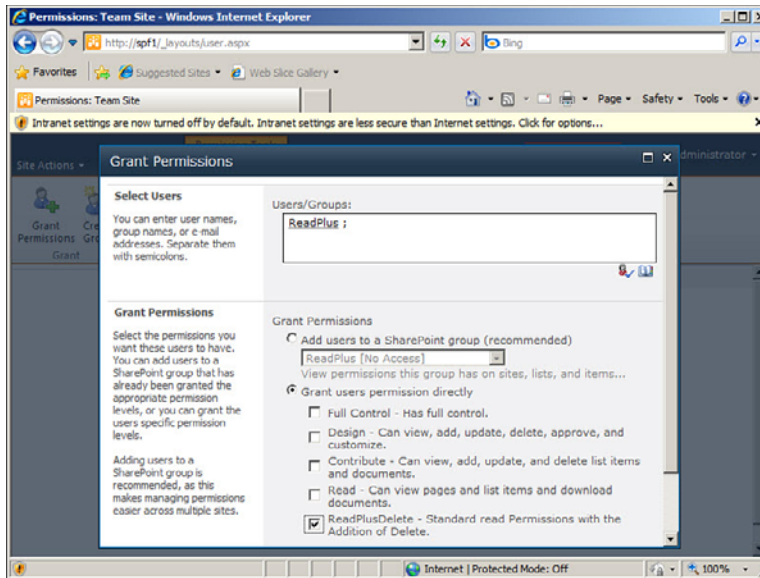 Permissions: Team Site - Windows Internet Explorer
http://spf1/_layouts/user.aspx
Bing
Favorites
Suggested Sites
Web Slice Gallery
Permissions: Team Site
Page
Safety
Tools
Intranet settings are now turned off by default. Intranet settings are less secure than Internet settings. Click for options...
Site Actions
Grant Permissions
dministrator
Grant
Permissions
Cre
Gro
Grant
Select Users
You can enter user names,
group names, or e-mail
addresses. Separate them
with semicolons.
Users/Groups:
ReadPlus ;
Grant Permissions
Select the permissions you
want these users to have.
You can add users to a
SharePoint group that has
already been granted the
appropriate permission
levels, or you can grant the
users specific permission
levels.
Adding users to a
SharePoint group is
recommended, as this
makes managing permissions
easier across multiple sites.
Grant Permissions
Add users to a SharePoint group (recommended)
ReadPlus [No Access]
View permissions this group has on sites, lists, and items...
Grant users permission directly
Full Control - Has full control.
Design - Can view, add, update, delete, approve, and
customize.
Contribute - Can view, add, update, and delete list items
and documents.
Read - Can view pages and list items and download
documents.
ReadPlusDelete - Standard read Permissions with the
Addition of Delete.
Internet | Protected Mode: Off
100%